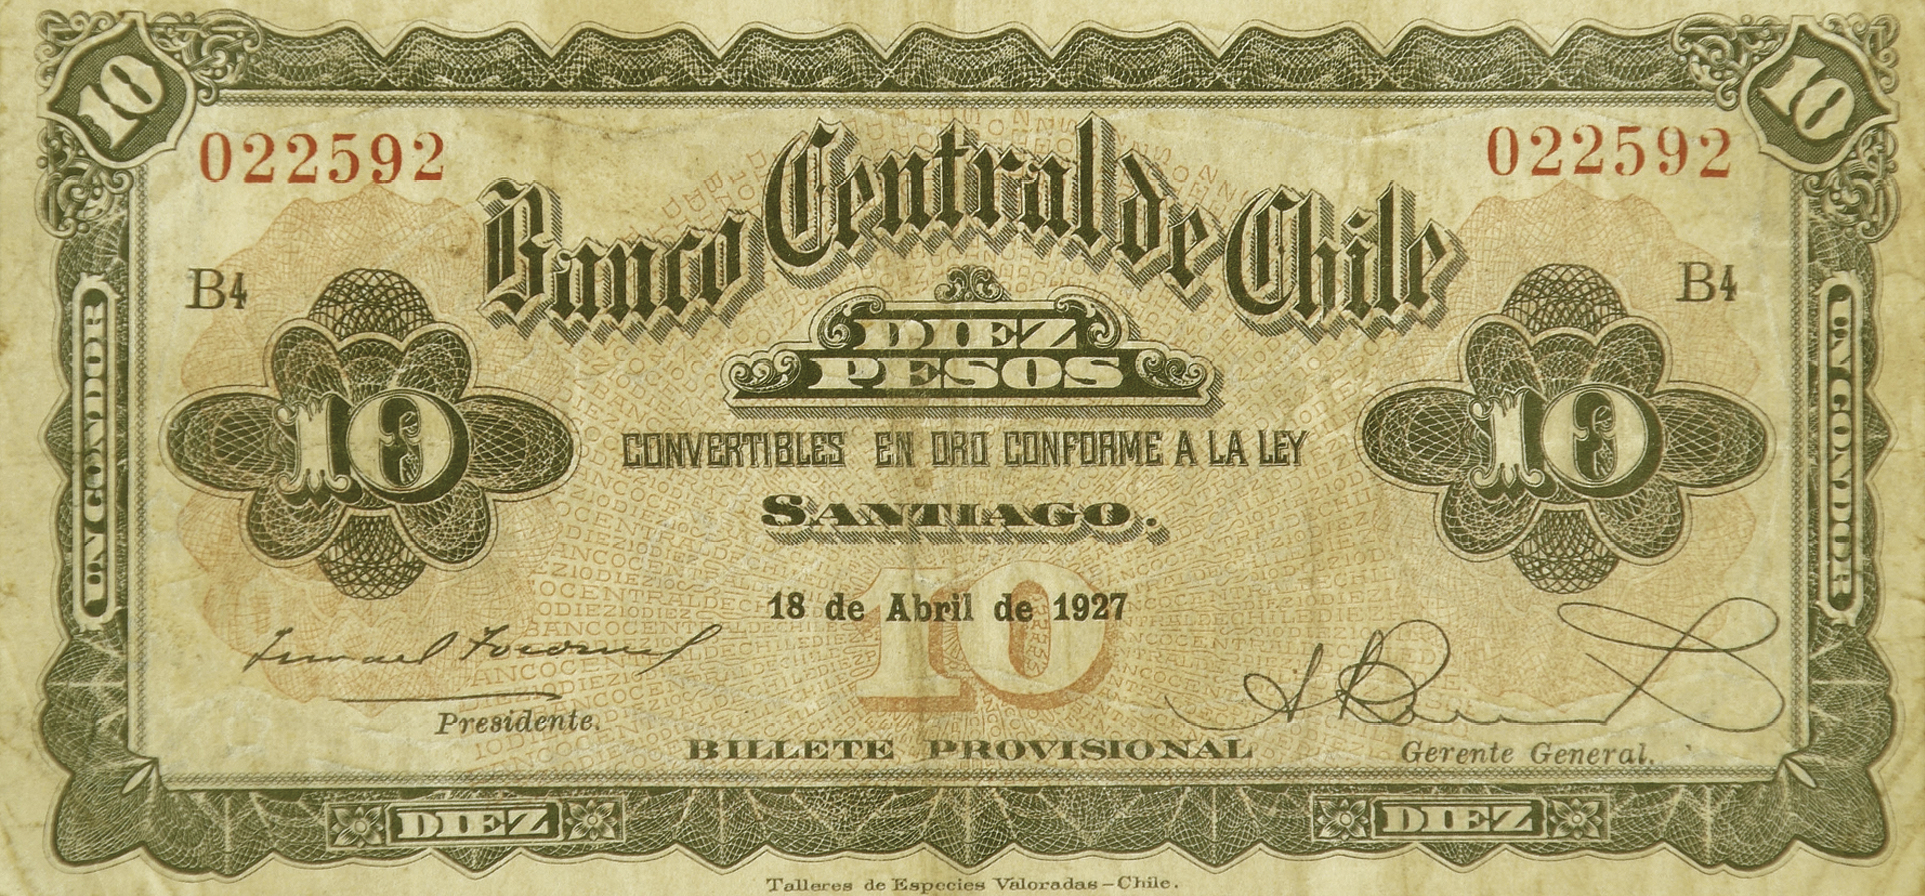 10 10
022592 022592
Banco Central de Chile
B4 B4
DIEZ
PESOS
UN CONDOR UN CONDOR
10 10
CONVERTIBLES EN ORO CONFORME A LA LEY
SANTIAGO.
10
18 de Abril de 1927
Presidente.
BILLETE PROVISIONAL
Gerente General.
DIEZ DIEZ
Talleres de Especies Valoradas - Chile.